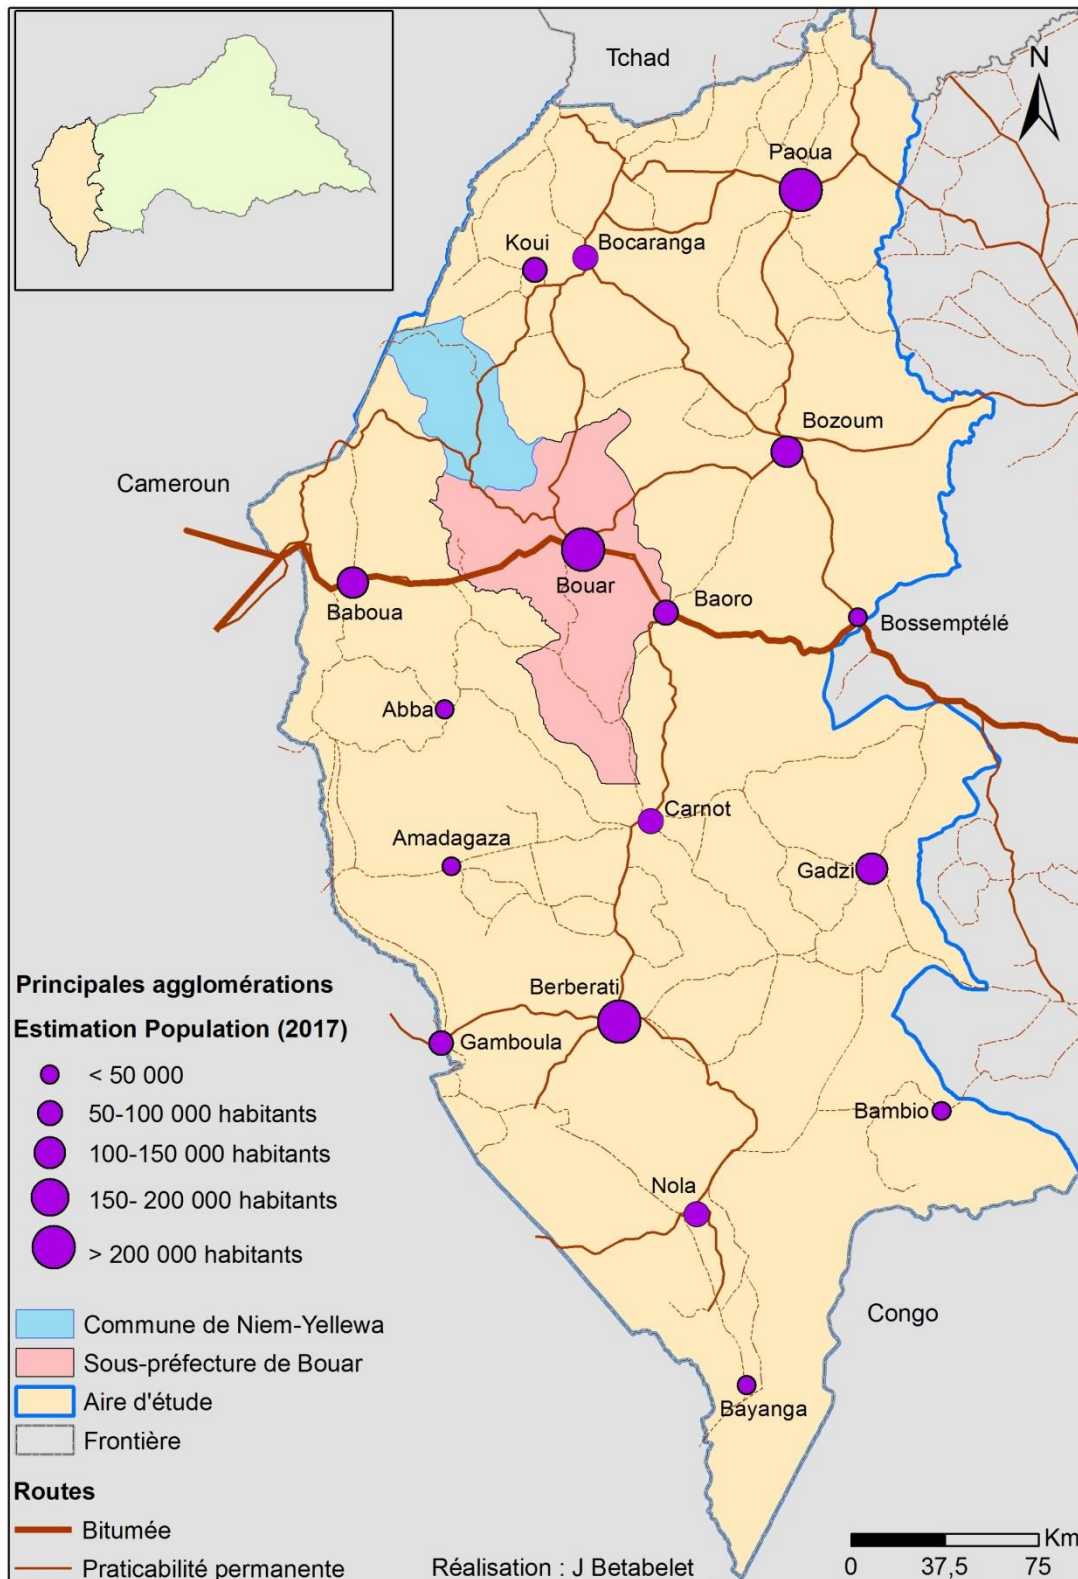 Tchad
N
Paoua
Koui
Bocaranga
Bozoum
Cameroun
Bouar
Baboua
Baoro
Bossemptélé
Abba
Carnot
Amadagaza
Gadzi
Berberati
Gamboula
Bambio
Nola
Congo
Bayanga
Principales agglomérations
Estimation Population (2017)
< 50 000
50-100 000 habitants
100-150 000 habitants
150- 200 000 habitants
> 200 000 habitants
Commune de Niem-Yellewa
Sous-préfecture de Bouar
Aire d'étude
Frontière
Routes
Bitumée
Praticabilité permanente
Réalisation : J Betabelet
Km
0 37,5 75